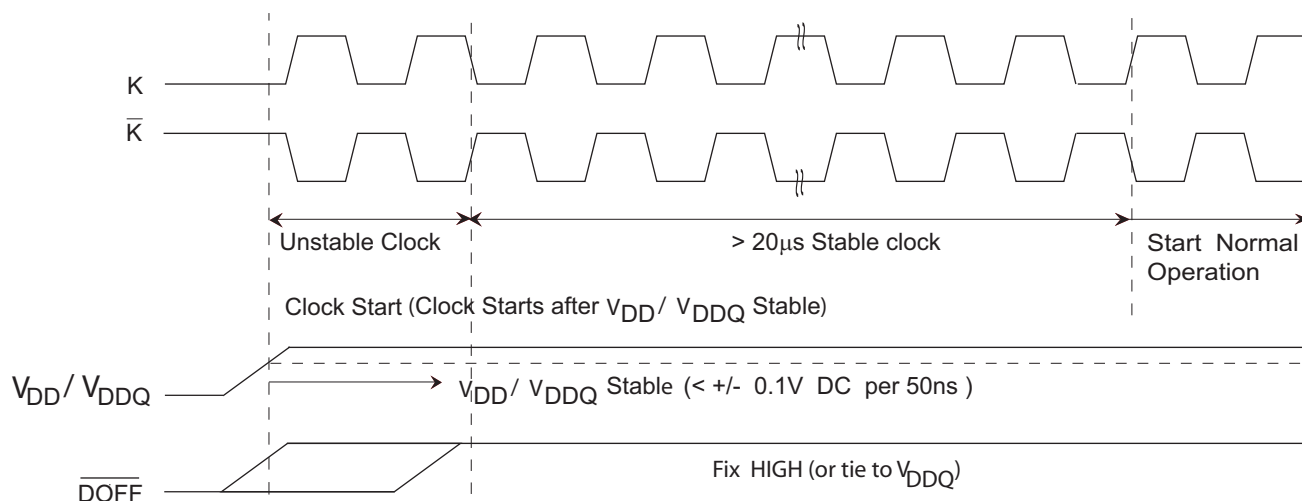 K
K̅
Unstable Clock
> 20μs Stable clock
Start Normal
Operation
Clock Start (Clock Starts after VDD / VDDQ Stable)
VDD / VDDQ
VDD / VDDQ Stable (< +/- 0.1V DC per 50ns )
Fix HIGH (or tie to VDDQ)
DOFF